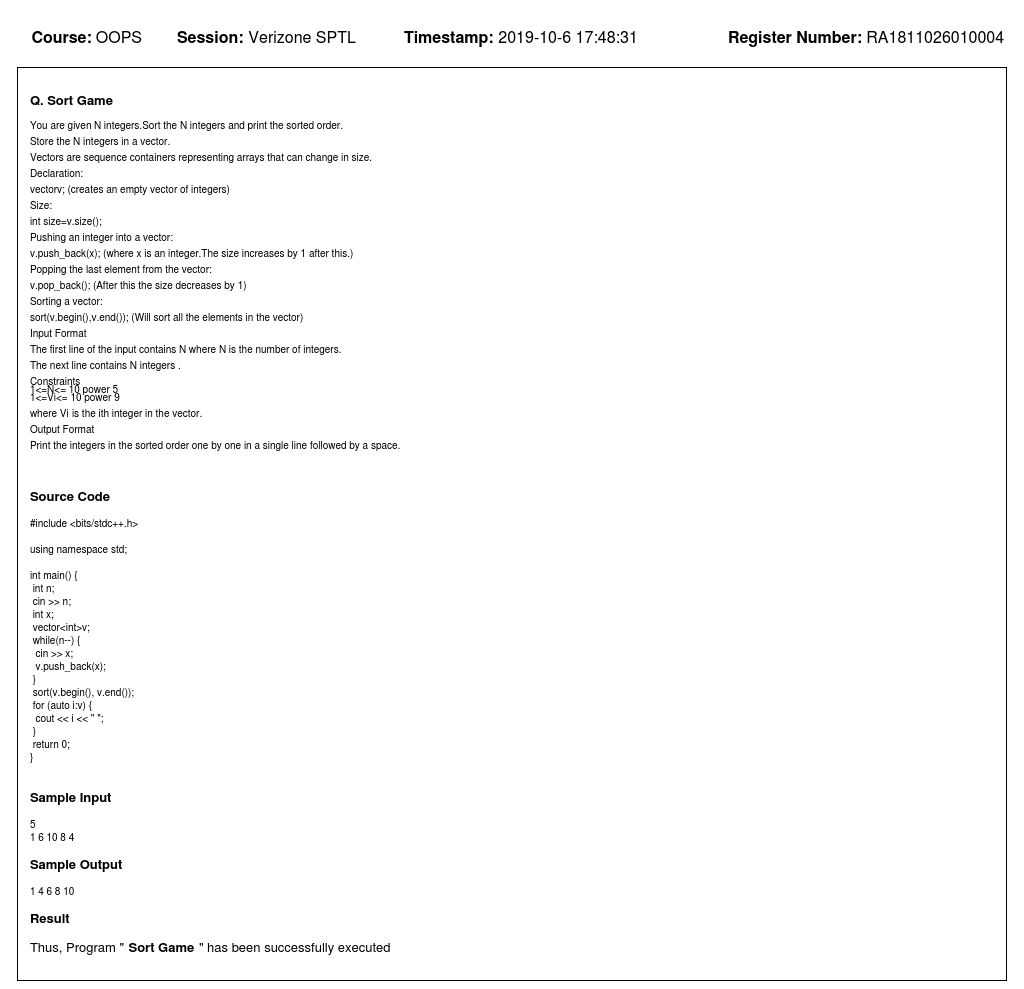 Course: OOPS Session: Verizone SPTL Timestamp: 2019-10-6 17:48:31 Register Number: RA1811026010004
Q. Sort Game
You are given N integers.Sort the N integers and print the sorted order.
Store the N integers in a vector.
Vectors are sequence containers representing arrays that can change in size.
Declaration:
vectorv; (creates an empty vector of integers)
Size:
int size=v.size();
Pushing an integer into a vector:
v.push_back(x); (where x is an integer.The size increases by 1 after this.)
Popping the last element from the vector:
v.pop_back(); (After this the size decreases by 1)
Sorting a vector:
sort(v.begin(),v.end()); (Will sort all the elements in the vector)
Input Format
The first line of the input contains N where N is the number of integers.
The next line contains N integers .
Constraints
1<=N<= 10 power 5
1<=Vi<= 10 power 9
where Vi is the ith integer in the vector.
Output Format
Print the integers in the sorted order one by one in a single line followed by a space.
Source Code
#include <bits/stdc++.h>
using namespace std;
int main() {
int n;
cin >> n;
int x;
vector<int>v;
while(n--) {
cin >> x;
v.push_back(x);
}
sort(v.begin(), v.end());
for (auto i:v) {
cout << i << " ";
}
return 0;
}
Sample Input
5
1 6 10 8 4
Sample Output
1 4 6 8 10
Result
Thus, Program " Sort Game " has been successfully executed